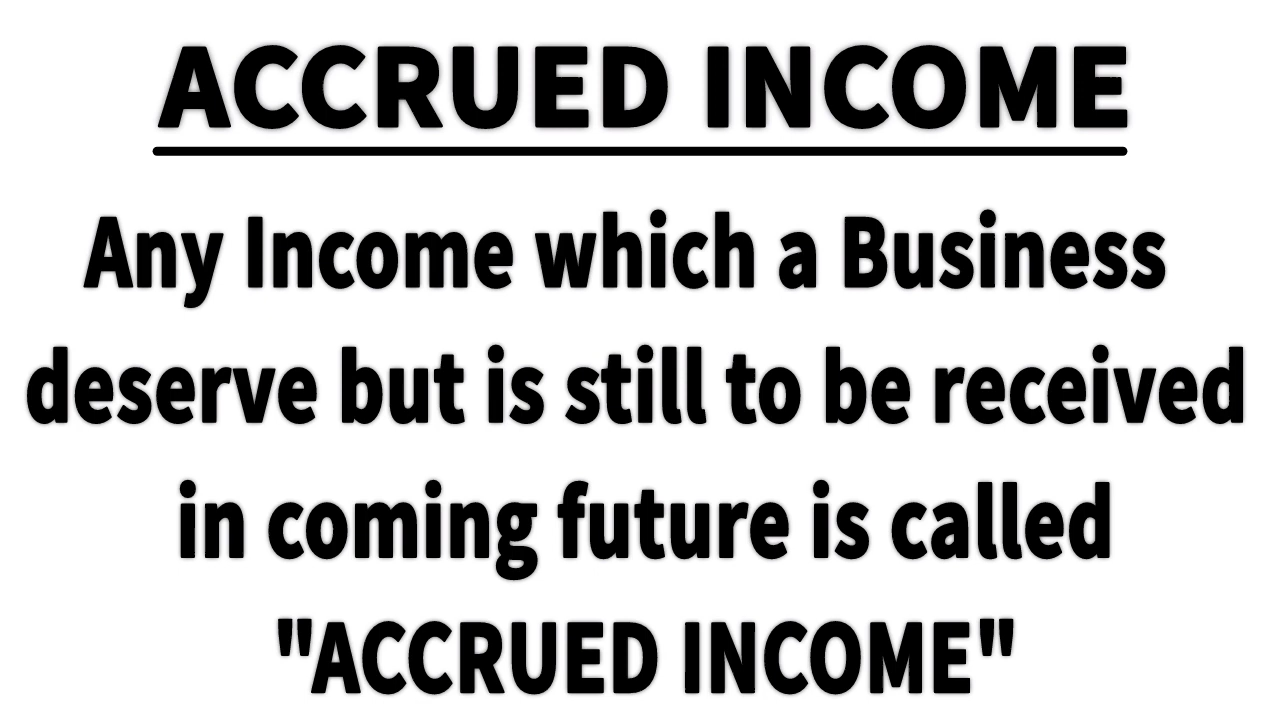 ACCRUED INCOME
Any Income which a Business
deserve but is still to be received
in coming future is called
"ACCRUED INCOME"